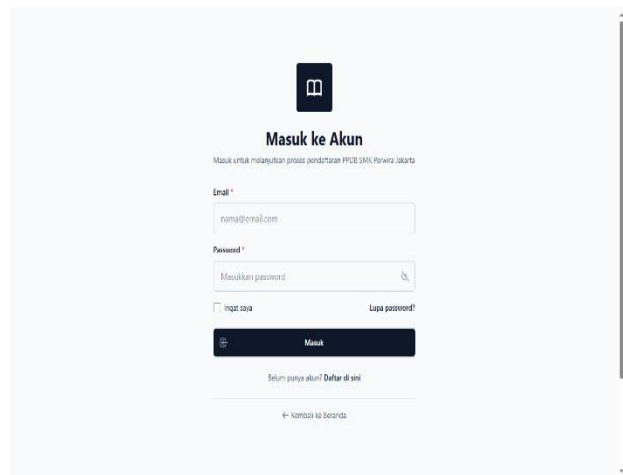 Masuk ke Akun
Masuk untuk melanjutkan proses pendaftaran PPDB SMK Perwira Jakarta
Email *
nama@email.com
Password *
Masukkan password
Ingat saya
Lupa password?
Masuk
Belum punya akun? Daftar di sini
← Kembali ke Beranda